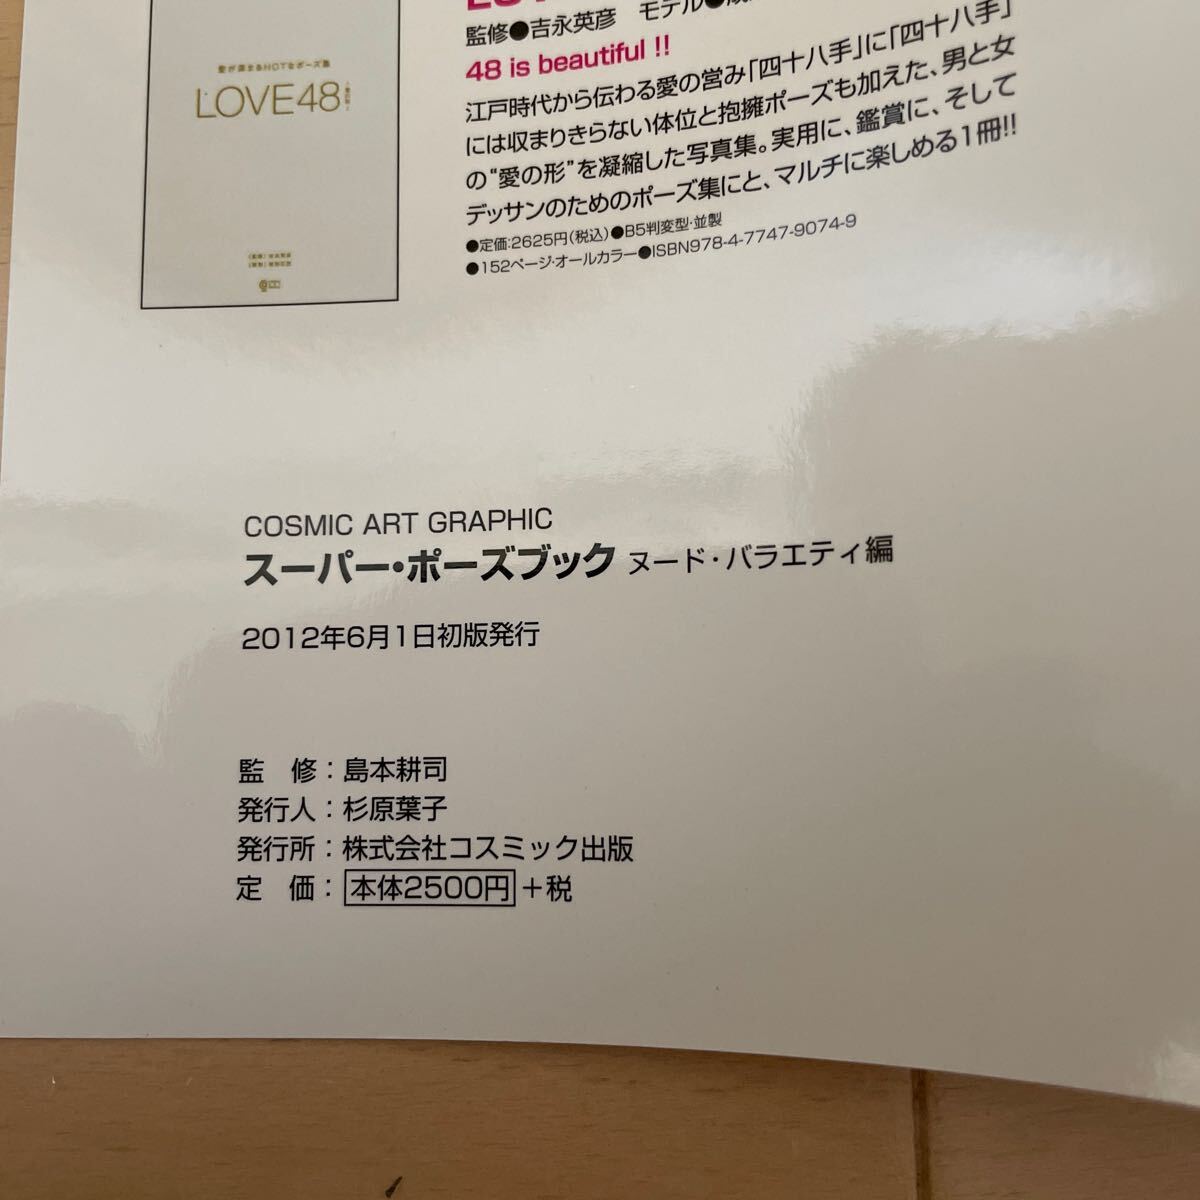 愛が深まるHOTなポーズ集
LOVE48
監修●吉永英彦 モデル●
48 is beautiful !!
江戸時代から伝わる愛の営み「四十八手」に「四十八手」
には収まりきらない体位と抱擁ポーズも加えた、男と女
の“愛の形”を凝縮した写真集。実用に、鑑賞に、そして
デッサンのためのポーズ集にと、マルチに楽しめる1冊!!
●定価:2625円(税込)●B5判変型・並製
●152ページ・オールカラー●ISBN978-4-7747-9074-9
COSMIC ART GRAPHIC
スーパー・ポーズブック ヌード・バラエティ編
2012年6月1日初版発行
監 修：島本耕司
発行人：杉原葉子
発行所：株式会社コスミック出版
定 価：本体2500円+税